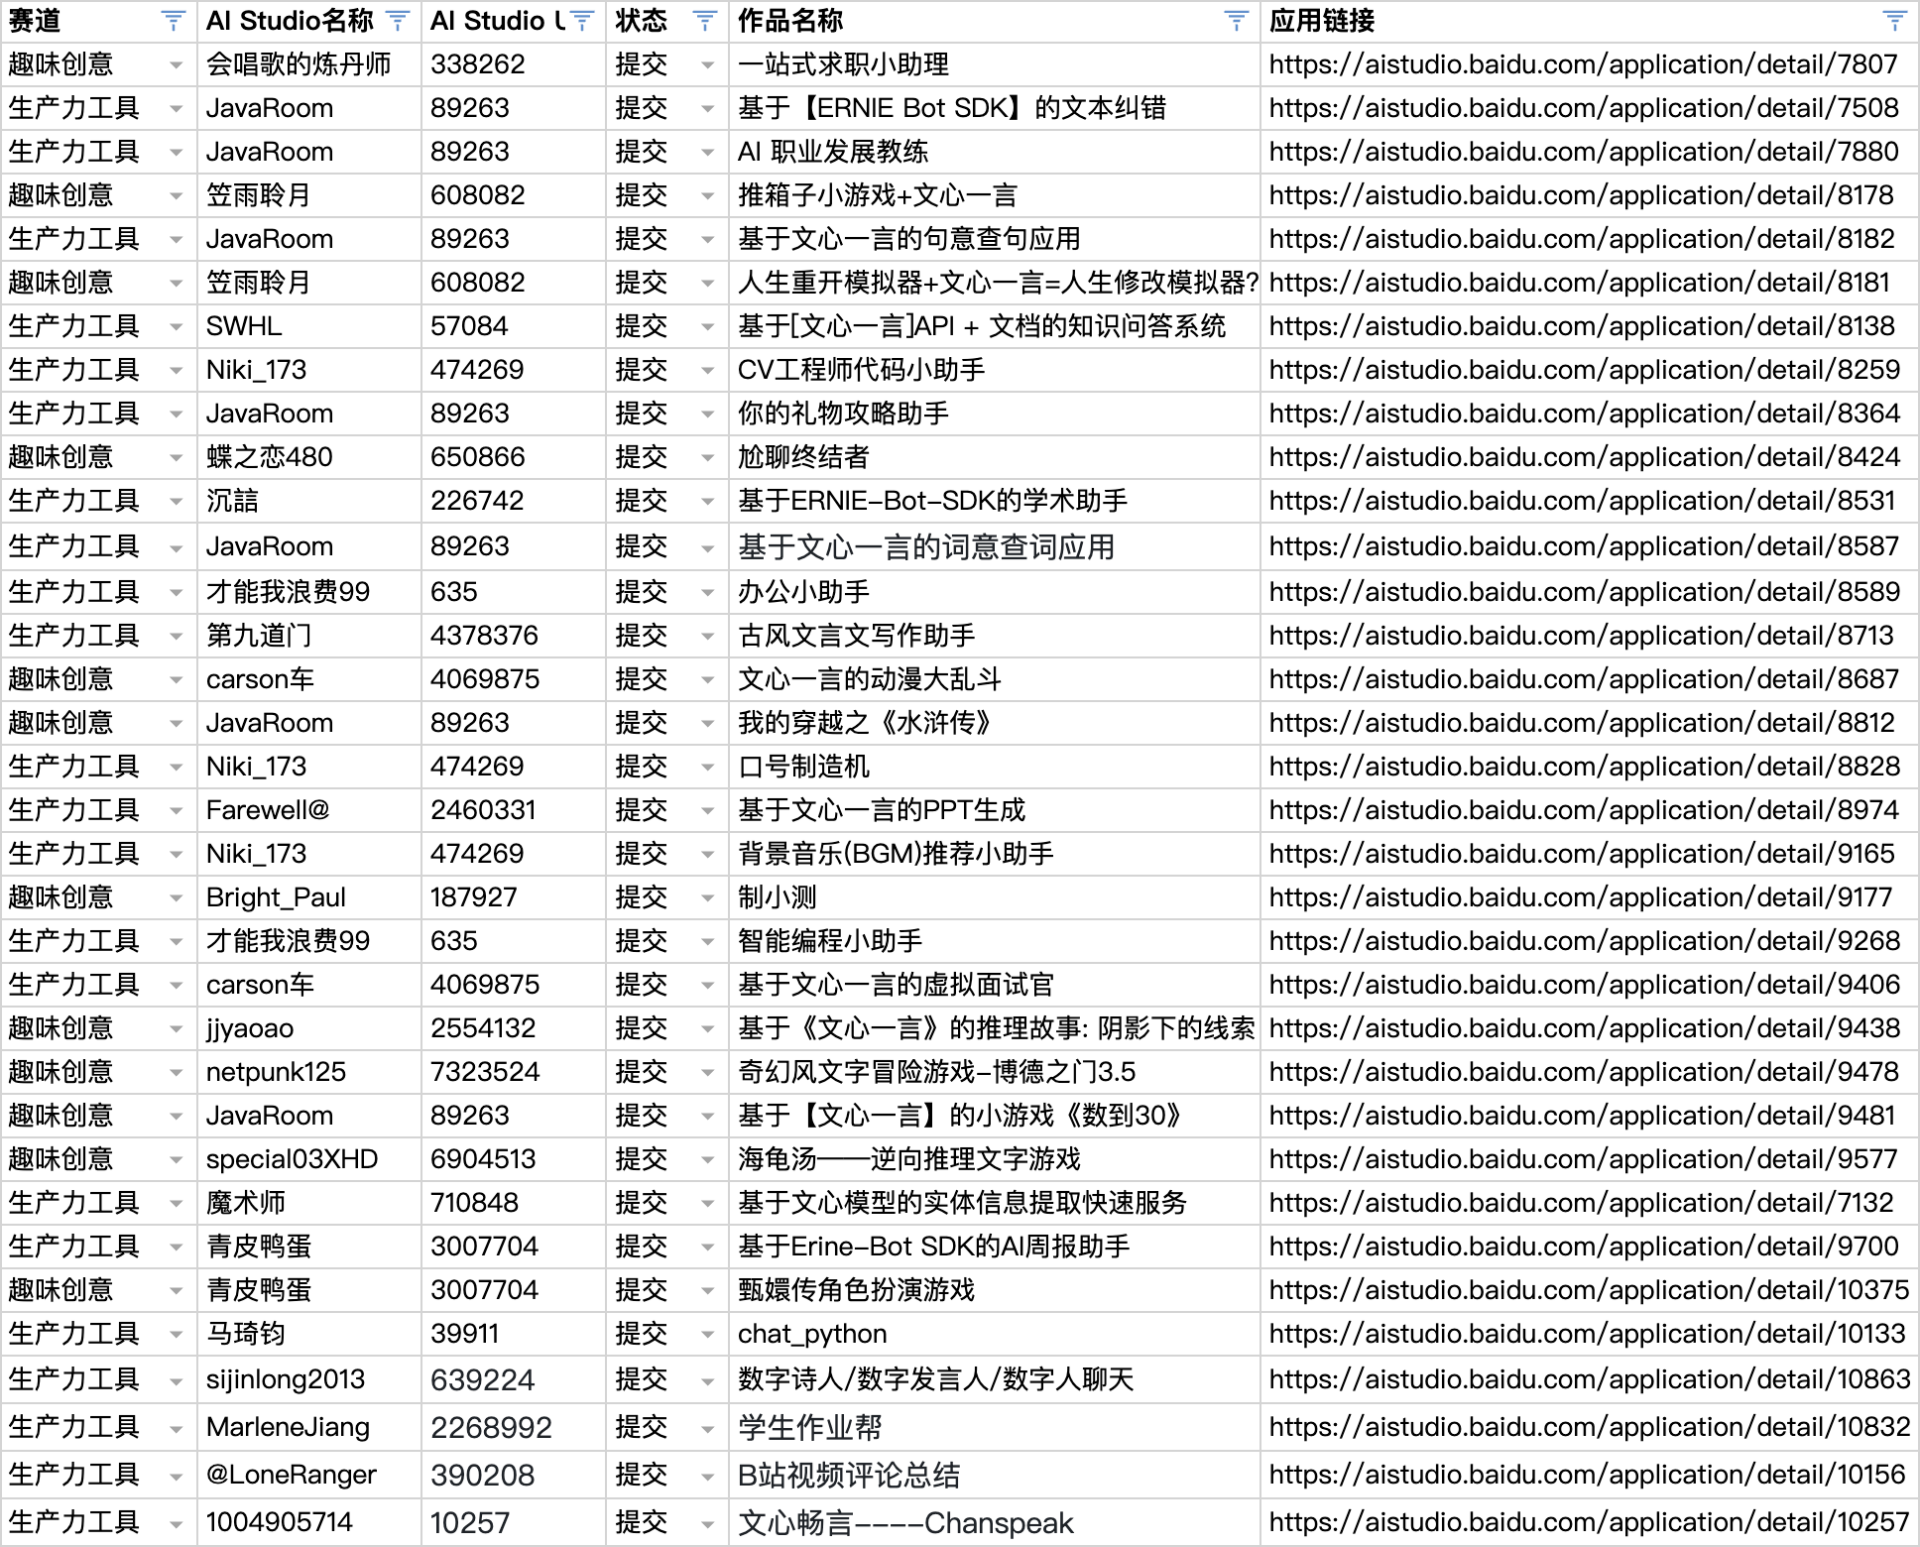 赛道 AI Studio名称 AI Studio U 状态 作品名称 应用链接
趣味创意 会唱歌的炼丹师 338262 提交 一站式求职小助理 https://aistudio.baidu.com/application/detail/7807
生产力工具 JavaRoom 89263 提交 基于【ERNIE Bot SDK】的文本纠错 https://aistudio.baidu.com/application/detail/7508
生产力工具 JavaRoom 89263 提交 AI 职业发展教练 https://aistudio.baidu.com/application/detail/7880
趣味创意 笠雨聆月 608082 提交 推箱子小游戏+文心一言 https://aistudio.baidu.com/application/detail/8178
生产力工具 JavaRoom 89263 提交 基于文心一言的句意查句应用 https://aistudio.baidu.com/application/detail/8182
趣味创意 笠雨聆月 608082 提交 人生重开模拟器+文心一言=人生修改模拟器? https://aistudio.baidu.com/application/detail/8181
生产力工具 SWHL 57084 提交 基于[文心一言]API + 文档的知识问答系统 https://aistudio.baidu.com/application/detail/8138
生产力工具 Niki_173 474269 提交 CV工程师代码小助手 https://aistudio.baidu.com/application/detail/8259
生产力工具 JavaRoom 89263 提交 你的礼物攻略助手 https://aistudio.baidu.com/application/detail/8364
趣味创意 蝶之恋480 650866 提交 尬聊终结者 https://aistudio.baidu.com/application/detail/8424
生产力工具 沉誩 226742 提交 基于ERNIE-Bot-SDK的学术助手 https://aistudio.baidu.com/application/detail/8531
生产力工具 JavaRoom 89263 提交 基于文心一言的词意查词应用 https://aistudio.baidu.com/application/detail/8587
生产力工具 才能我浪费99 635 提交 办公小助手 https://aistudio.baidu.com/application/detail/8589
生产力工具 第九道门 4378376 提交 古风文言文写作助手 https://aistudio.baidu.com/application/detail/8713
趣味创意 carson车 4069875 提交 文心一言的动漫大乱斗 https://aistudio.baidu.com/application/detail/8687
趣味创意 JavaRoom 89263 提交 我的穿越之《水浒传》 https://aistudio.baidu.com/application/detail/8812
生产力工具 Niki_173 474269 提交 口号制造机 https://aistudio.baidu.com/application/detail/8828
生产力工具 Farewell@ 2460331 提交 基于文心一言的PPT生成 https://aistudio.baidu.com/application/detail/8974
生产力工具 Niki_173 474269 提交 背景音乐(BGM)推荐小助手 https://aistudio.baidu.com/application/detail/9165
趣味创意 Bright_Paul 187927 提交 制小测 https://aistudio.baidu.com/application/detail/9177
生产力工具 才能我浪费99 635 提交 智能编程小助手 https://aistudio.baidu.com/application/detail/9268
生产力工具 carson车 4069875 提交 基于文心一言的虚拟面试官 https://aistudio.baidu.com/application/detail/9406
趣味创意 jjyaoao 2554132 提交 基于《文心一言》的推理故事: 阴影下的线索 https://aistudio.baidu.com/application/detail/9438
趣味创意 netpunk125 7323524 提交 奇幻风文字冒险游戏-博德之门3.5 https://aistudio.baidu.com/application/detail/9478
趣味创意 JavaRoom 89263 提交 基于【文心一言】的小游戏《数到30》 https://aistudio.baidu.com/application/detail/9481
趣味创意 special03XHD 6904513 提交 海龟汤——逆向推理文字游戏 https://aistudio.baidu.com/application/detail/9577
生产力工具 魔术师 710848 提交 基于文心模型的实体信息提取快速服务 https://aistudio.baidu.com/application/detail/7132
生产力工具 青皮鸭蛋 3007704 提交 基于Erine-Bot SDK的AI周报助手 https://aistudio.baidu.com/application/detail/9700
趣味创意 青皮鸭蛋 3007704 提交 甄嬛传角色扮演游戏 https://aistudio.baidu.com/application/detail/10375
生产力工具 马琦钧 39911 提交 chat_python https://aistudio.baidu.com/application/detail/10133
生产力工具 sijinlong2013 639224 提交 数字诗人/数字发言人/数字人聊天 https://aistudio.baidu.com/application/detail/10863
生产力工具 MarleneJiang 2268992 提交 学生作业帮 https://aistudio.baidu.com/application/detail/10832
生产力工具 @LoneRanger 390208 提交 B站视频评论总结 https://aistudio.baidu.com/application/detail/10156
生产力工具 1004905714 10257 提交 文心畅言----Chanspeak https://aistudio.baidu.com/application/detail/10257